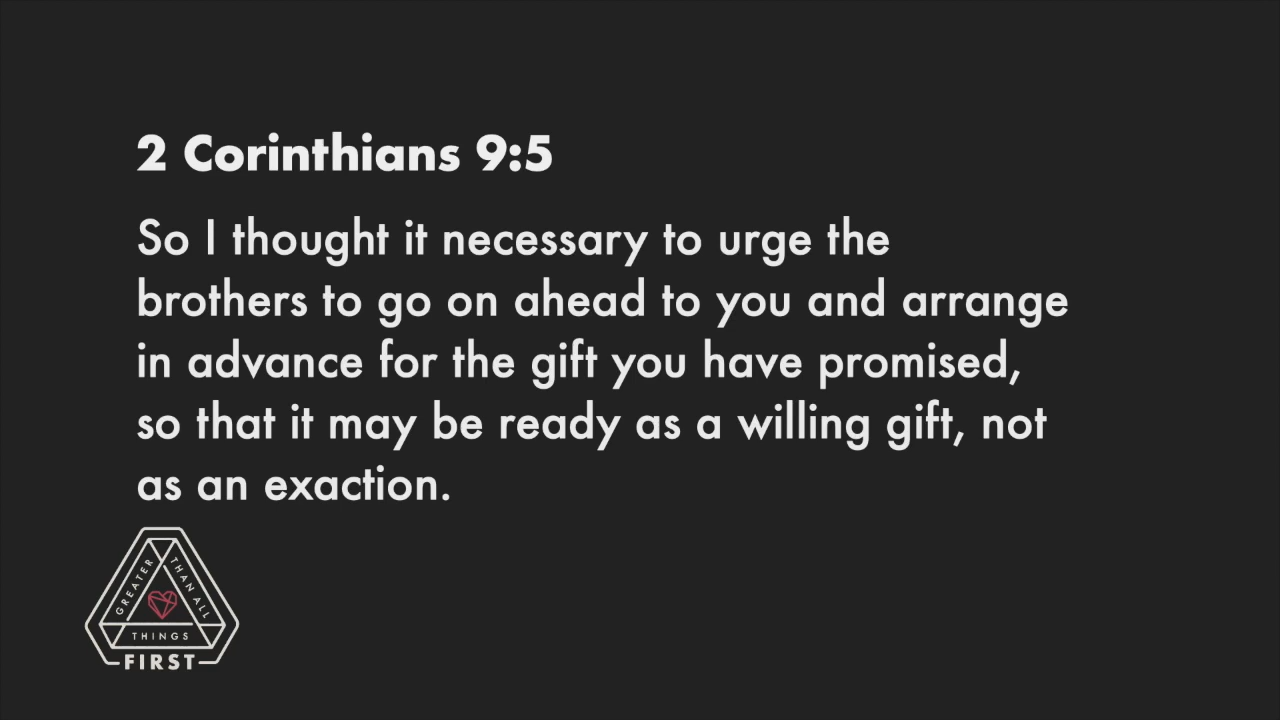 2 Corinthians 9:5
So I thought it necessary to urge the
brothers to go on ahead to you and arrange
in advance for the gift you have promised,
so that it may be ready as a willing gift, not
as an exaction.
GREATER
THAN ALL
THINGS
FIRST